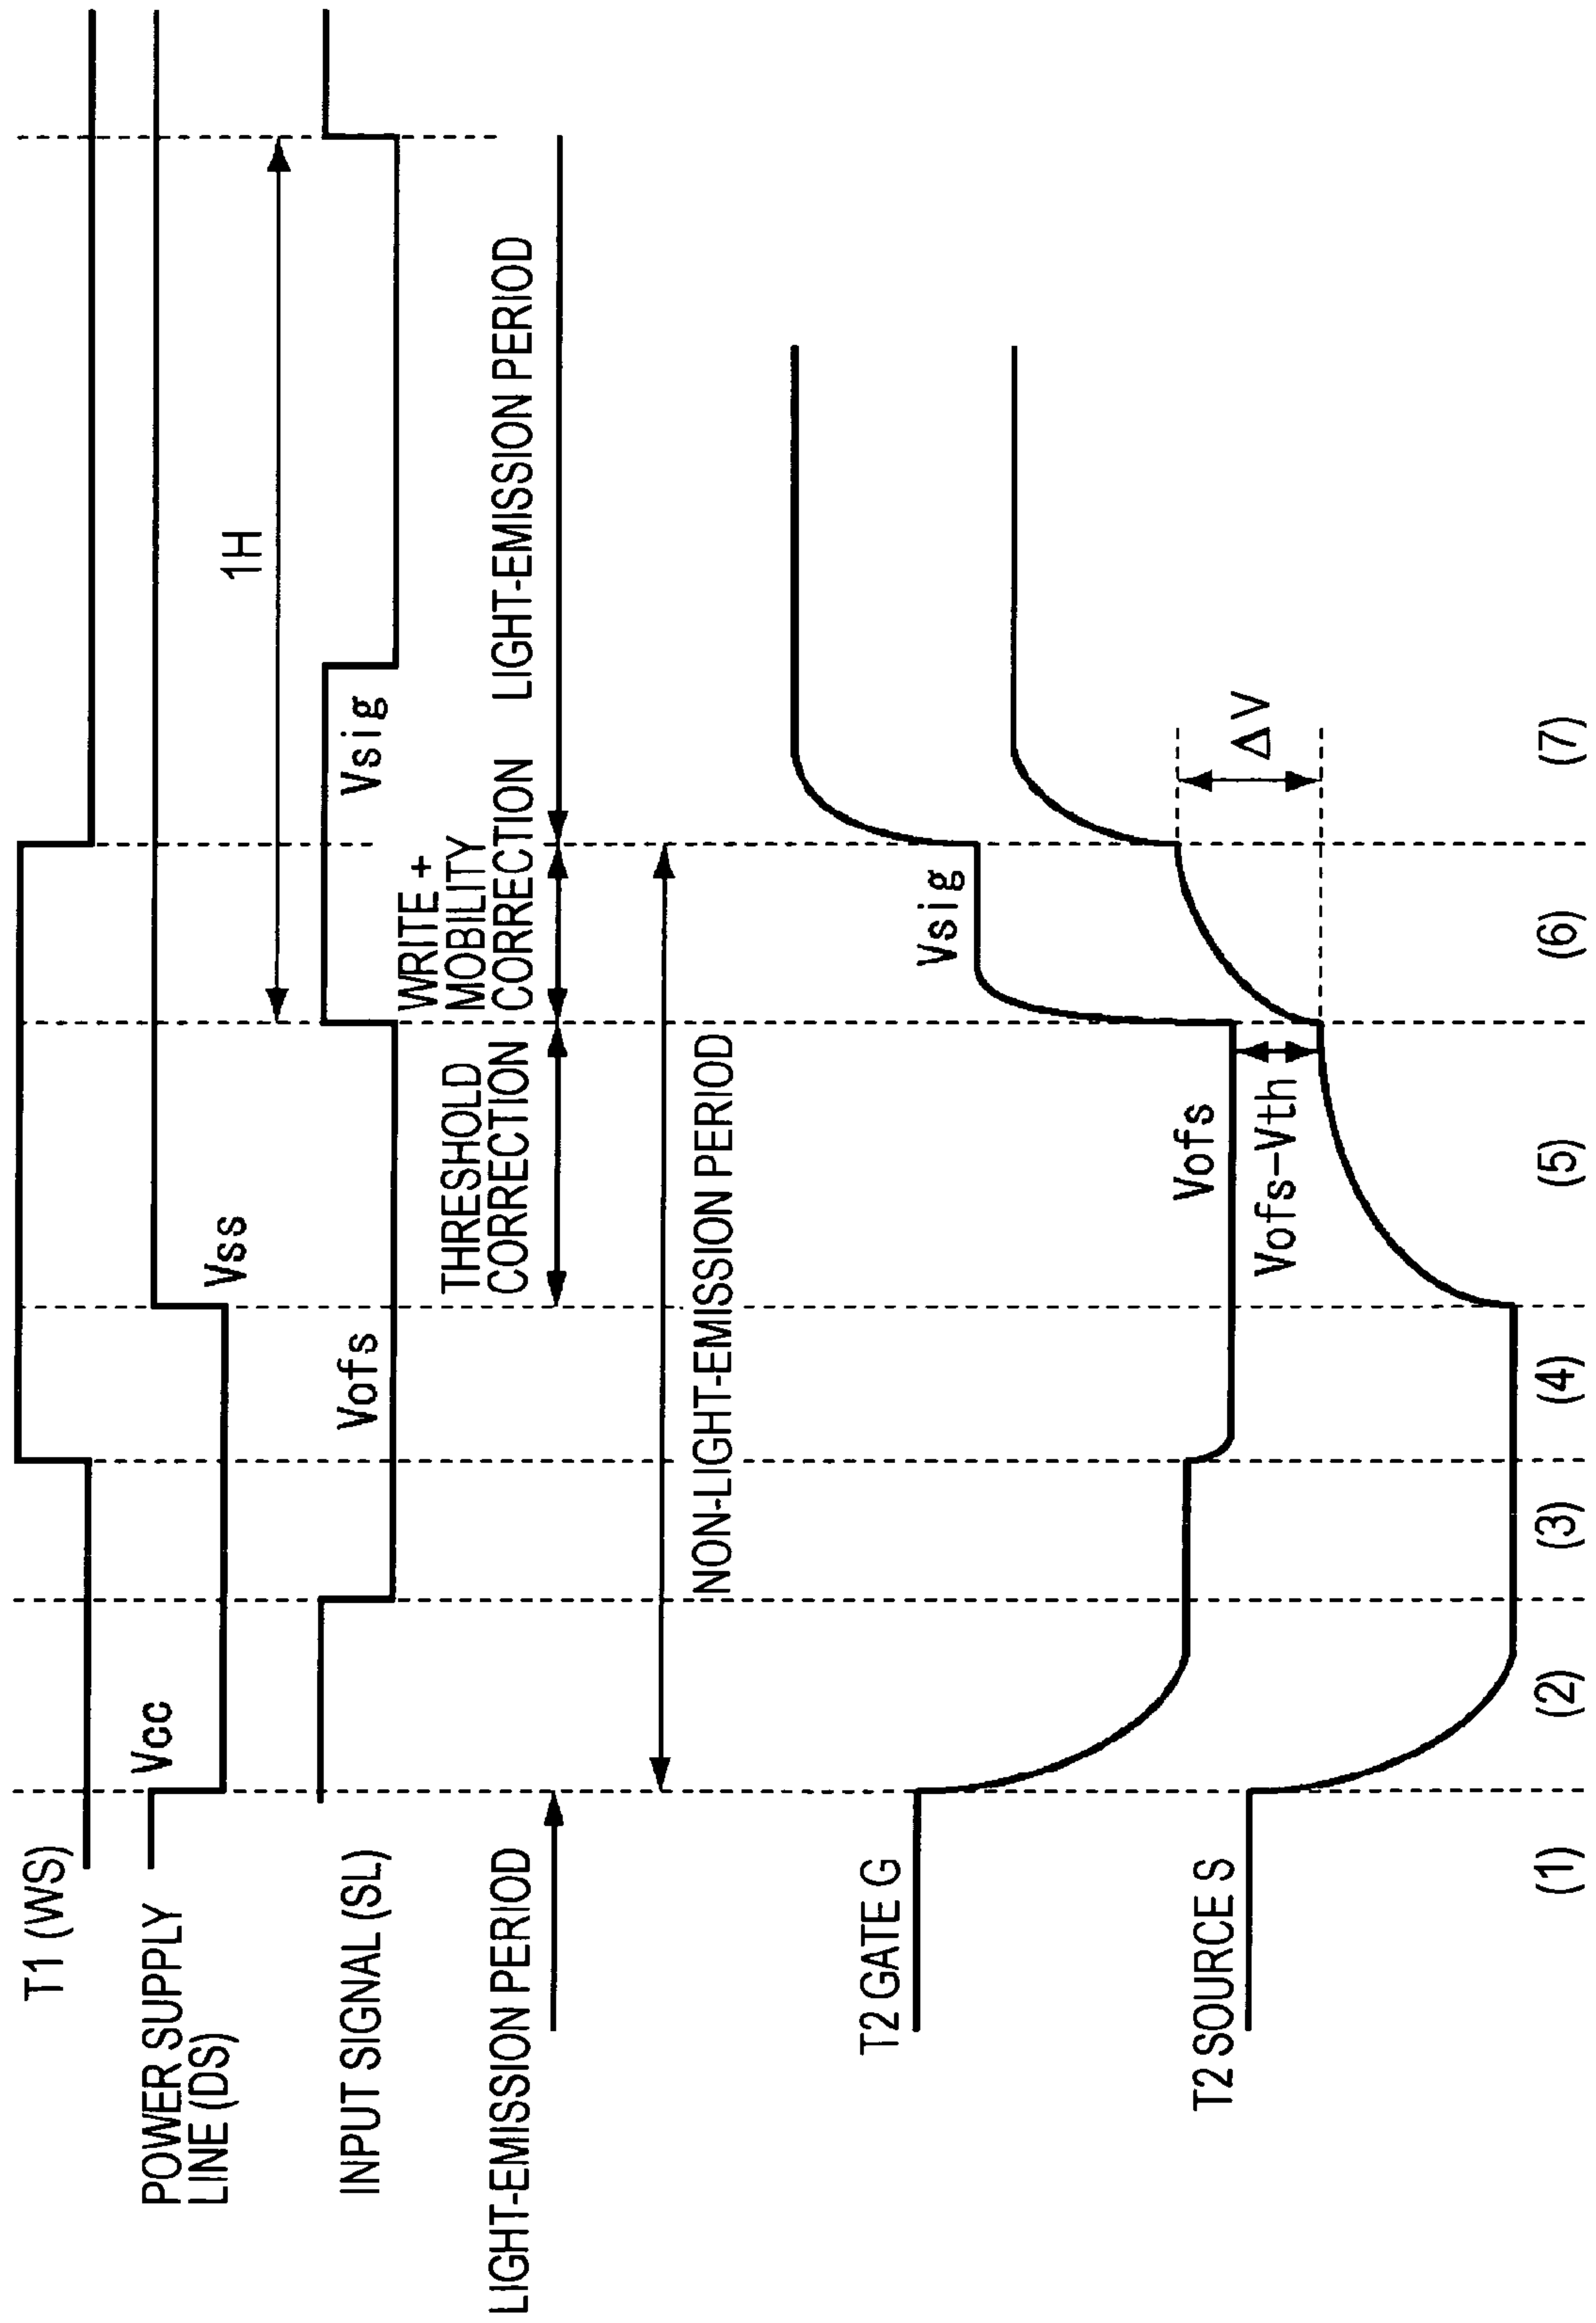 T1 (WS)
POWER SUPPLY
LINE (DS)
Vcc
Vss
1H
INPUT SIGNAL (SL)
Vofs
Vsig
LIGHT-EMISSION PERIOD
THRESHOLD
CORRECTION
WRITE +
MOBILITY
CORRECTION
LIGHT-EMISSION PERIOD
NON-LIGHT-EMISSION PERIOD
T2 GATE G
Vofs
Vsig
T2 SOURCE S
Vofs-Vth
ΔV
(1)
(2)
(3)
(4)
(5)
(6)
(7)